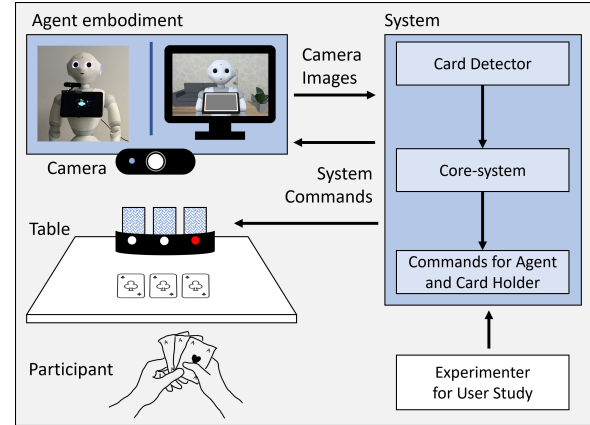 Agent embodiment
System
Camera
Images
Card Detector
Camera
Core-system
System
Commands
Table
Commands for Agent
and Card Holder
Participant
A
A
A
A
Experimenter
for User Study